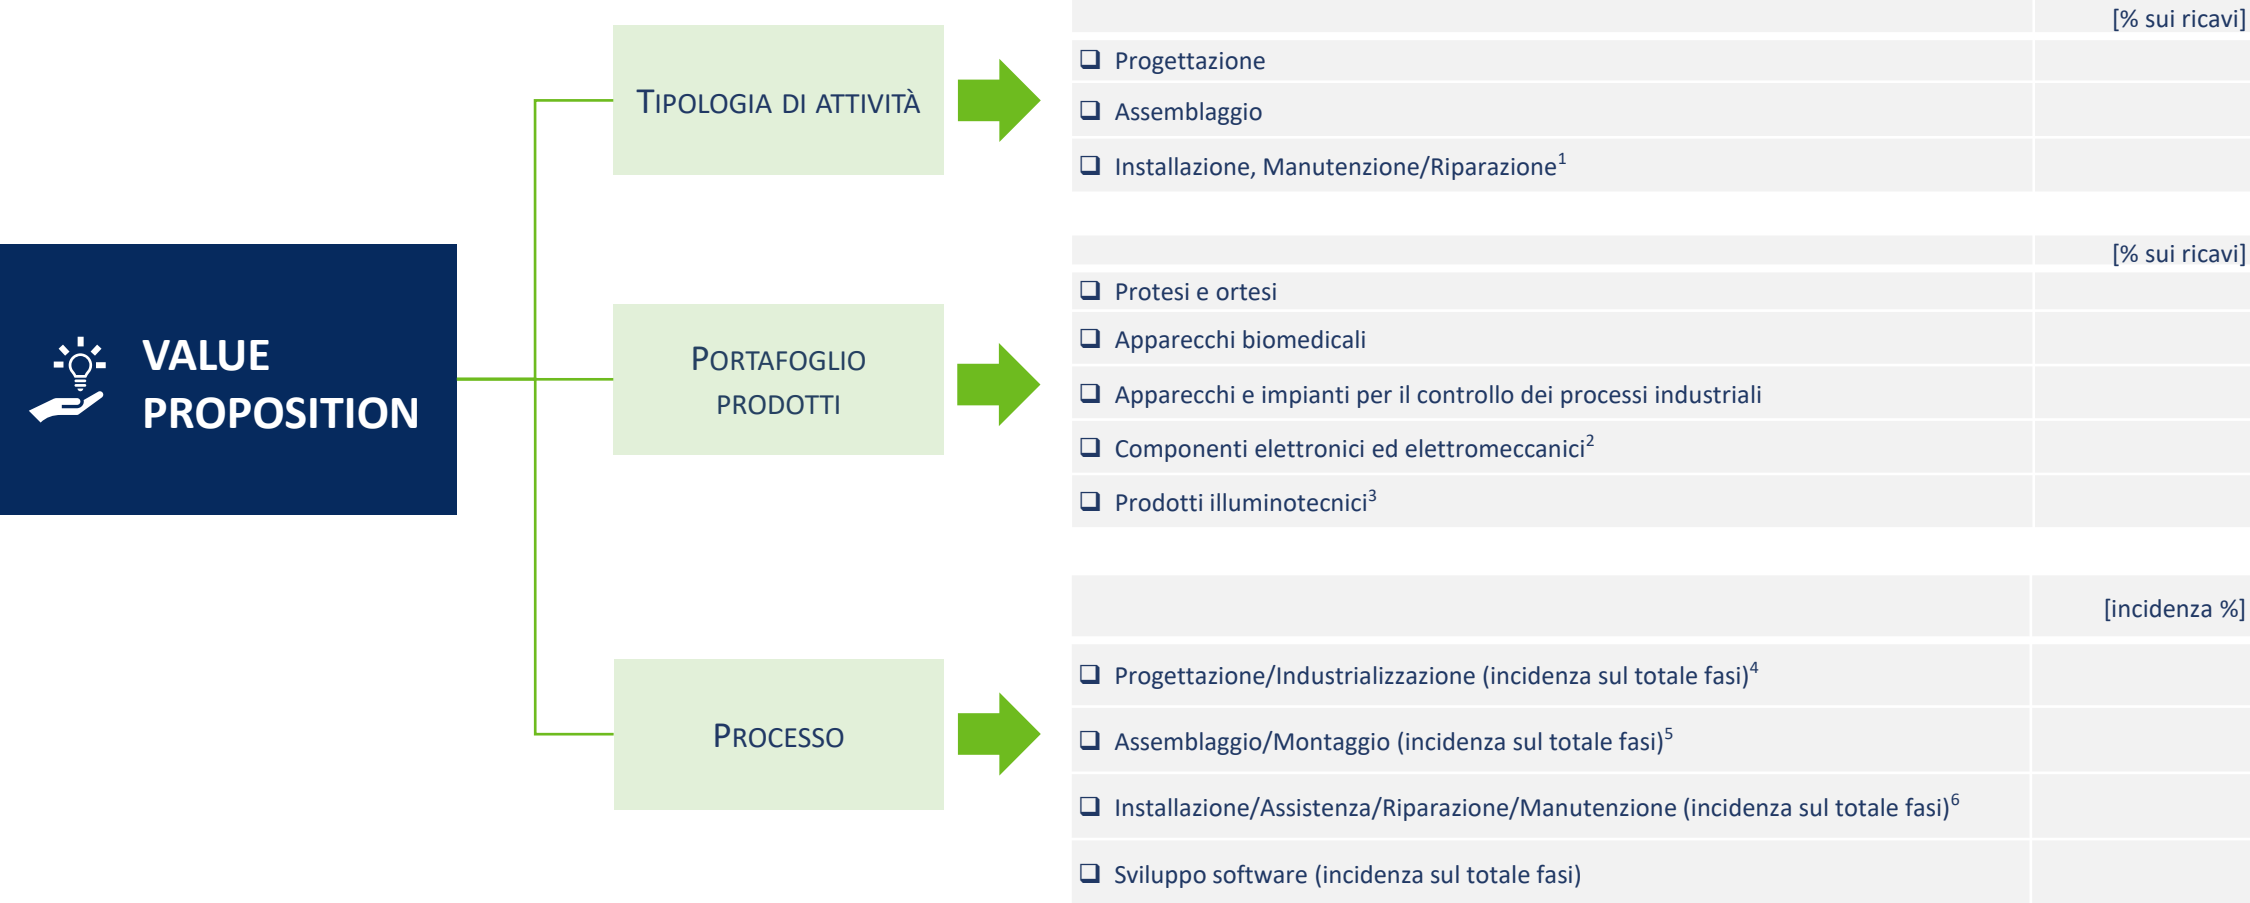 VALUE
PROPOSITION
TIPOLOGIA DI ATTIVITÀ
[% sui ricavi]
❑ Progettazione
❑ Assemblaggio
❑ Installazione, Manutenzione/Riparazione¹
PORTAFOGLIO
PRODOTTI
[% sui ricavi]
❑ Protesi e ortesi
❑ Apparecchi biomedicali
❑ Apparecchi e impianti per il controllo dei processi industriali
❑ Componenti elettronici ed elettromeccanici²
❑ Prodotti illuminotecnici³
PROCESSO
[incidenza %]
❑ Progettazione/Industrializzazione (incidenza sul totale fasi)⁴
❑ Assemblaggio/Montaggio (incidenza sul totale fasi)⁵
❑ Installazione/Assistenza/Riparazione/Manutenzione (incidenza sul totale fasi)⁶
❑ Sviluppo software (incidenza sul totale fasi)